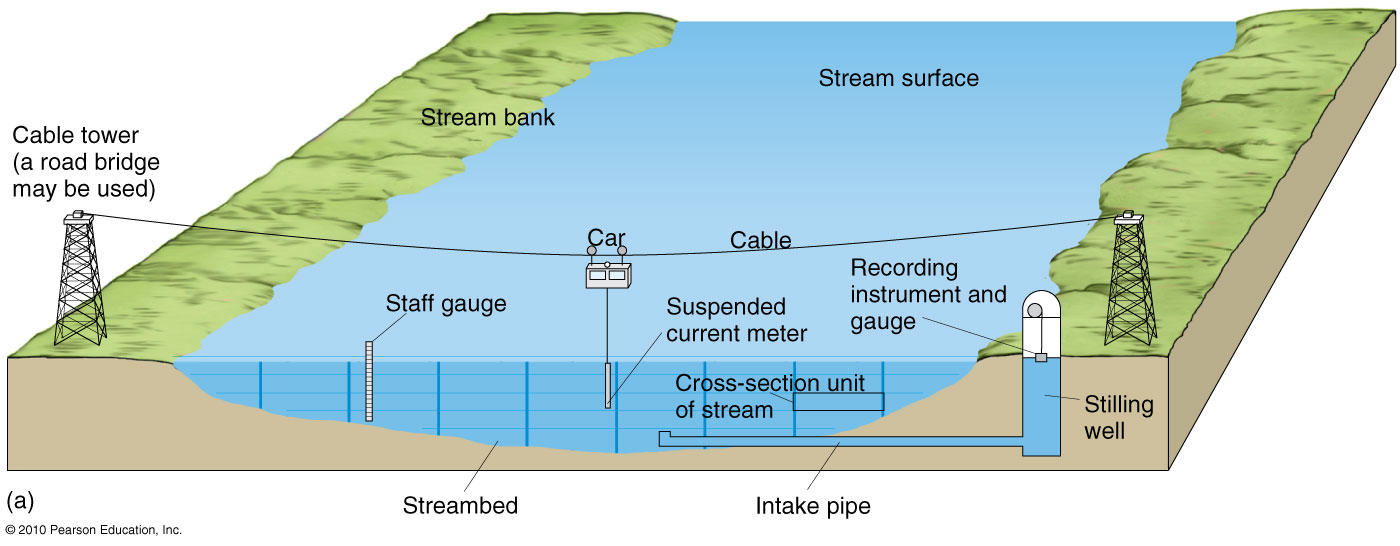 Stream surface
Stream bank
Cable tower
(a road bridge
may be used)
Car
Cable
Recording
instrument and
gauge
Staff gauge
Suspended
current meter
Cross-section unit
of stream
Stilling
well
Streambed
Intake pipe
(a)
© 2010 Pearson Education, Inc.